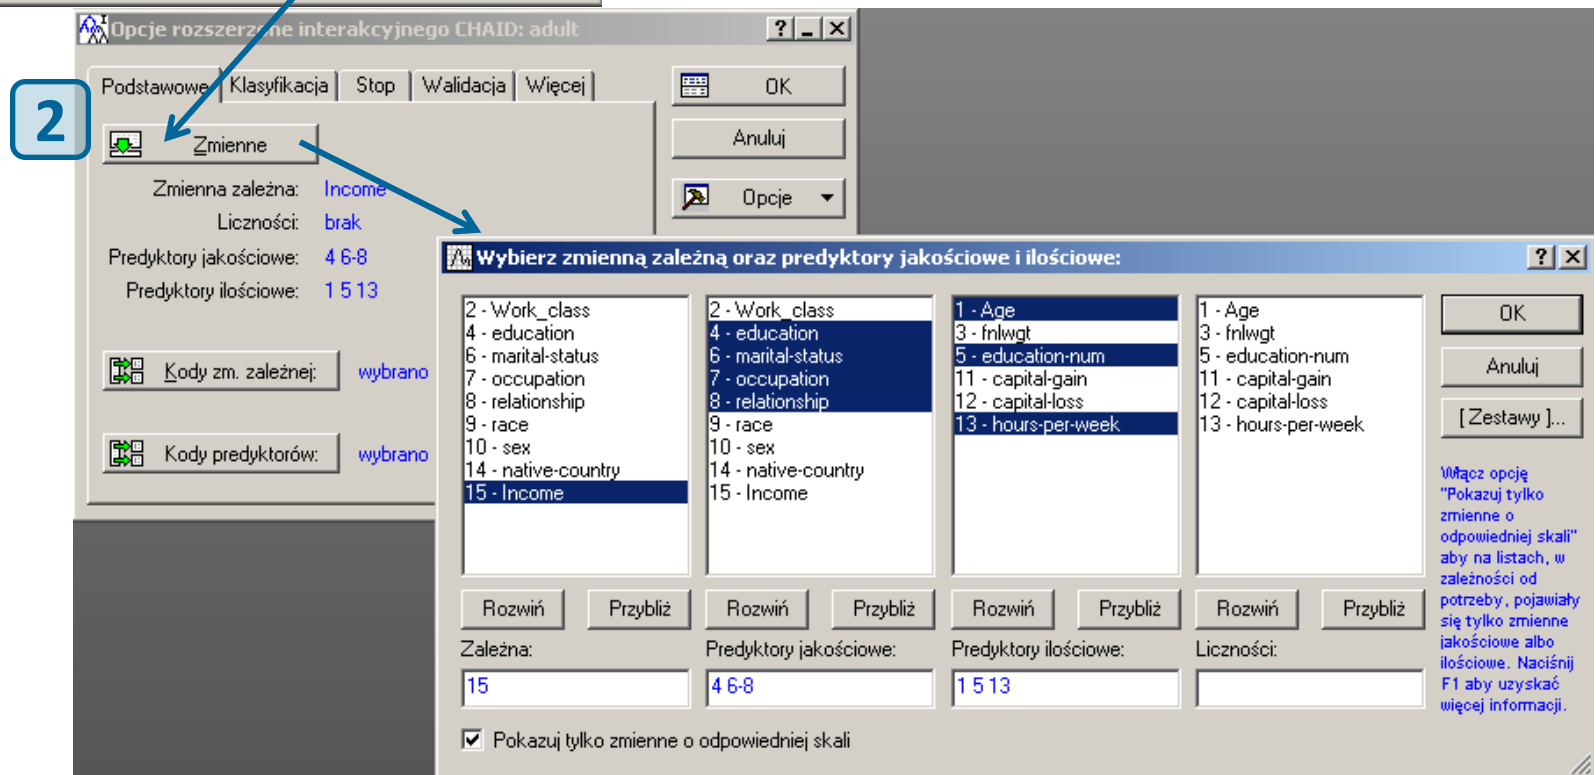 Opcje rozszerzone interakcyjnego CHAID: adult
2
Podstawowe Klasyfikacja Stop Walidacja Więcej
OK
Anuluj
Opcje
Zmienne
Zmienna zależna: Income
Liczności: brak
Predyktory jakościowe: 4 6-8
Predyktory ilościowe: 1 5 13
Kody zm. zależnej: wybrano
Kody predyktorów: wybrano
Wybierz zmienną zależną oraz predyktory jakościowe i ilościowe:
2 - Work_class
4 - education
6 - marital-status
7 - occupation
8 - relationship
9 - race
10 - sex
14 - native-country
15 - Income
Rozwiń Przybliż
Zależna:
15
2 - Work_class
4 - education
6 - marital-status
7 - occupation
8 - relationship
9 - race
10 - sex
14 - native-country
15 - Income
Rozwiń Przybliż
Predyktory jakościowe:
4 6-8
1 - Age
3 - fnlwgt
5 - education-num
11 - capital-gain
12 - capital-loss
13 - hours-per-week
Rozwiń Przybliż
Predyktory ilościowe:
1 5 13
1 - Age
3 - fnlwgt
5 - education-num
11 - capital-gain
12 - capital-loss
13 - hours-per-week
Rozwiń Przybliż
Liczności:
OK
Anuluj
[ Zestawy ]...
Włącz opcję
"Pokazuj tylko
zmienne o
odpowiedniej skali"
aby na listach, w
zależności od
potrzeby, pojawiały
się tylko zmienne
jakościowe albo
ilościowe. Naciśnij
F1 aby uzyskać
więcej informacji.
Pokazuj tylko zmienne o odpowiedniej skali